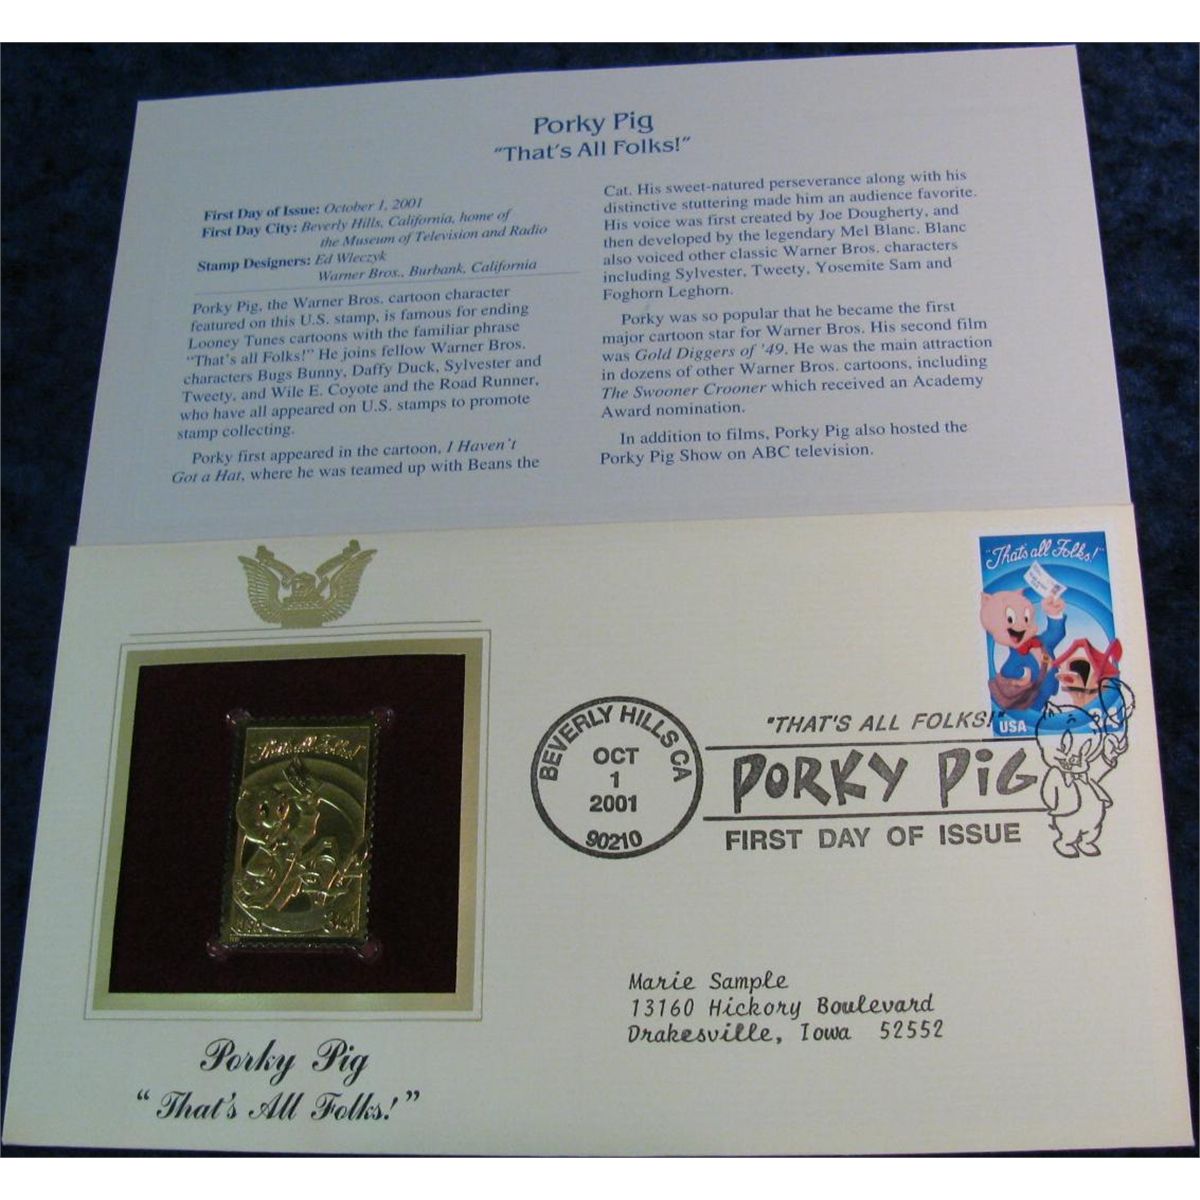 Porky Pig
"That's All Folks!"
First Day of Issue: October 1, 2001
First Day City: Beverly Hills, California, home of
the Museum of Television and Radio
Stamp Designers: Ed Wleczyk
Warner Bros., Burbank, California
Porky Pig, the Warner Bros. cartoon character
featured on this U.S. stamp, is famous for ending
Looney Tunes cartoons with the familiar phrase
"That's all Folks!" He joins fellow Warner Bros.
characters Bugs Bunny, Daffy Duck, Sylvester and
Tweety, and Wile E. Coyote and the Road Runner,
who have all appeared on U.S. stamps to promote
stamp collecting.
Porky first appeared in the cartoon, I Haven't
Got a Hat, where he was teamed up with Beans the
Cat. His sweet-natured perseverance along with his
distinctive stuttering made him an audience favorite.
His voice was first created by Joe Dougherty, and
then developed by the legendary Mel Blanc. Blanc
also voiced other classic Warner Bros. characters
including Sylvester, Tweety, Yosemite Sam and
Foghorn Leghorn.
Porky was so popular that he became the first
major cartoon star for Warner Bros. His second film
was Gold Diggers of '49. He was the main attraction
in dozens of other Warner Bros. cartoons, including
The Swooner Crooner which received an Academy
Award nomination.
In addition to films, Porky Pig also hosted the
Porky Pig Show on ABC television.
"That's all Folks!"
USA 34
"That's all Folks!"
USA 34
BEVERLY HILLS CA
OCT
1
2001
90210
"THAT'S ALL FOLKS!"
PORKY PIG
FIRST DAY OF ISSUE
Marie Sample
13160 Hickory Boulevard
Drakesville, Iowa 52552
Porky Pig
"That's All Folks!"